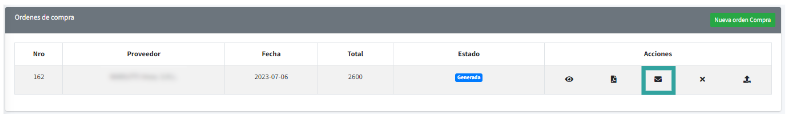 Ordenes de compra
Nueva orden Compra
Nro Proveedor Fecha Total Estado Acciones
162 2023-07-06 2600 Generada